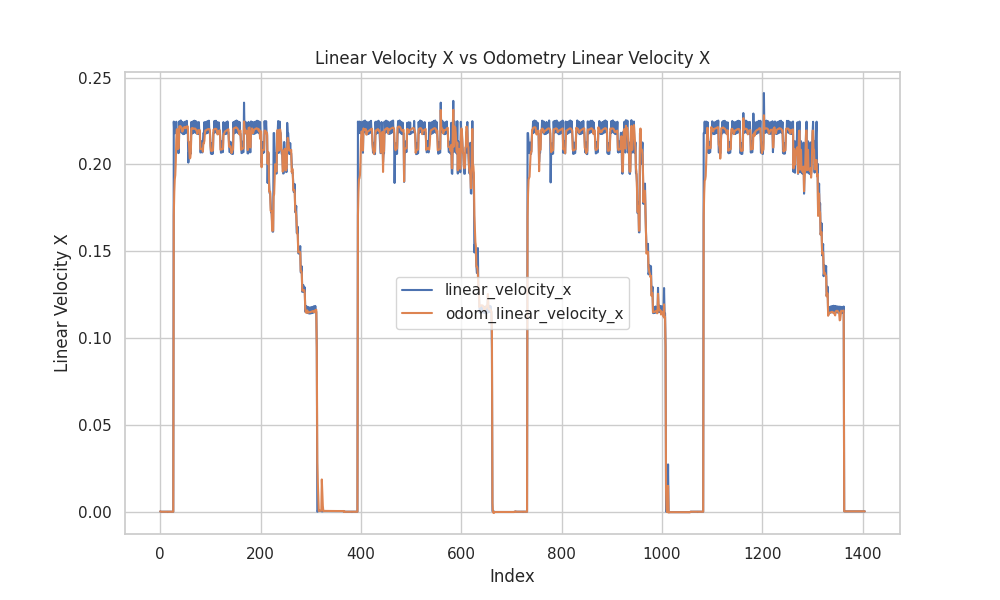 Linear Velocity X vs Odometry Linear Velocity X
0.25
0.20
0.15
0.10
0.05
0.00
Linear Velocity X
linear_velocity_x
odom_linear_velocity_x
0 200 400 600 800 1000 1200 1400
Index